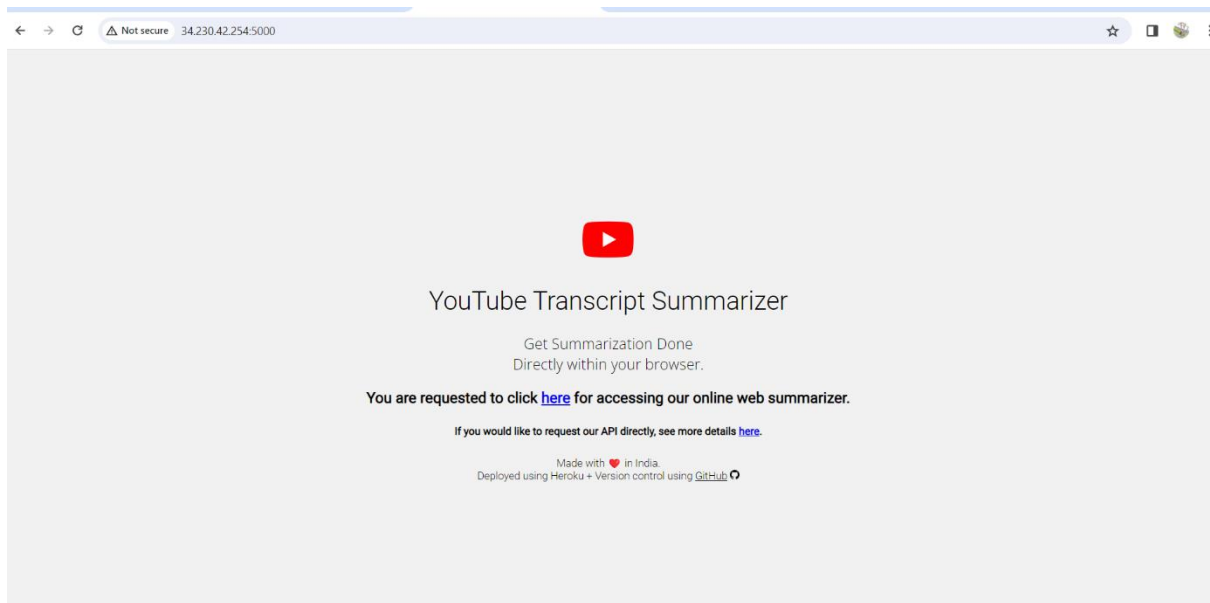 Not secure 34.230.42.254:5000
YouTube Transcript Summarizer
Get Summarization Done
Directly within your browser.
You are requested to click here for accessing our online web summarizer.
If you would like to request our API directly, see more details here.
Made with ❤ in India.
Deployed using Heroku + Version control using GitHub